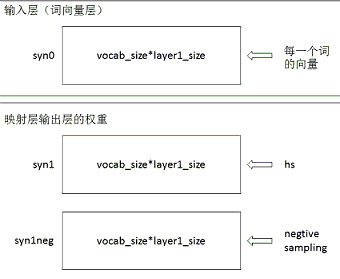 输入层（词向量层）
syn0
vocab_size*layer1_size
每一个词
的向量
映射层输出层的权重
syn1
vocab_size*layer1_size
hs
syn1neg
vocab_size*layer1_size
negtive
sampling